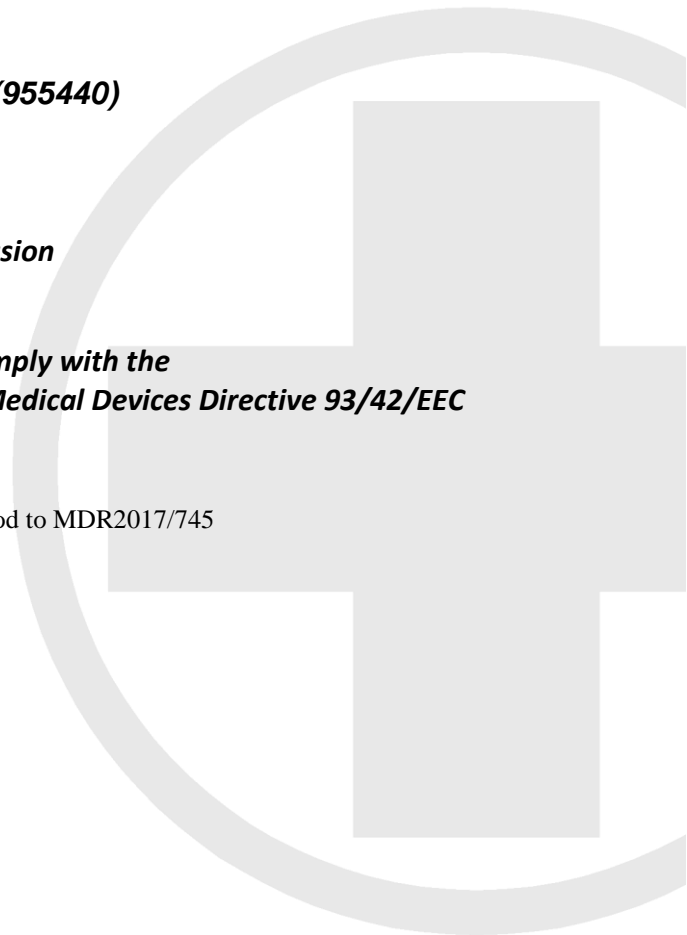 (955440)
sion
mply with the
Medical Devices Directive 93/42/EEC
od to MDR2017/745